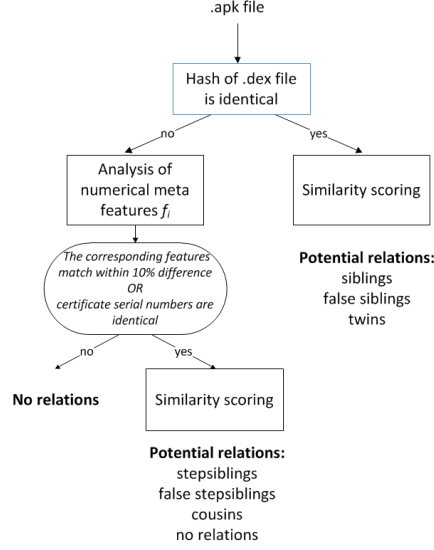 .apk file
Hash of .dex file
is identical
no
yes
Analysis of
numerical meta
features fi
Similarity scoring
The corresponding features
match within 10% difference
OR
certificate serial numbers are
identical
Potential relations:
siblings
false siblings
twins
no
yes
No relations
Similarity scoring
Potential relations:
stepsiblings
false stepsiblings
cousins
no relations